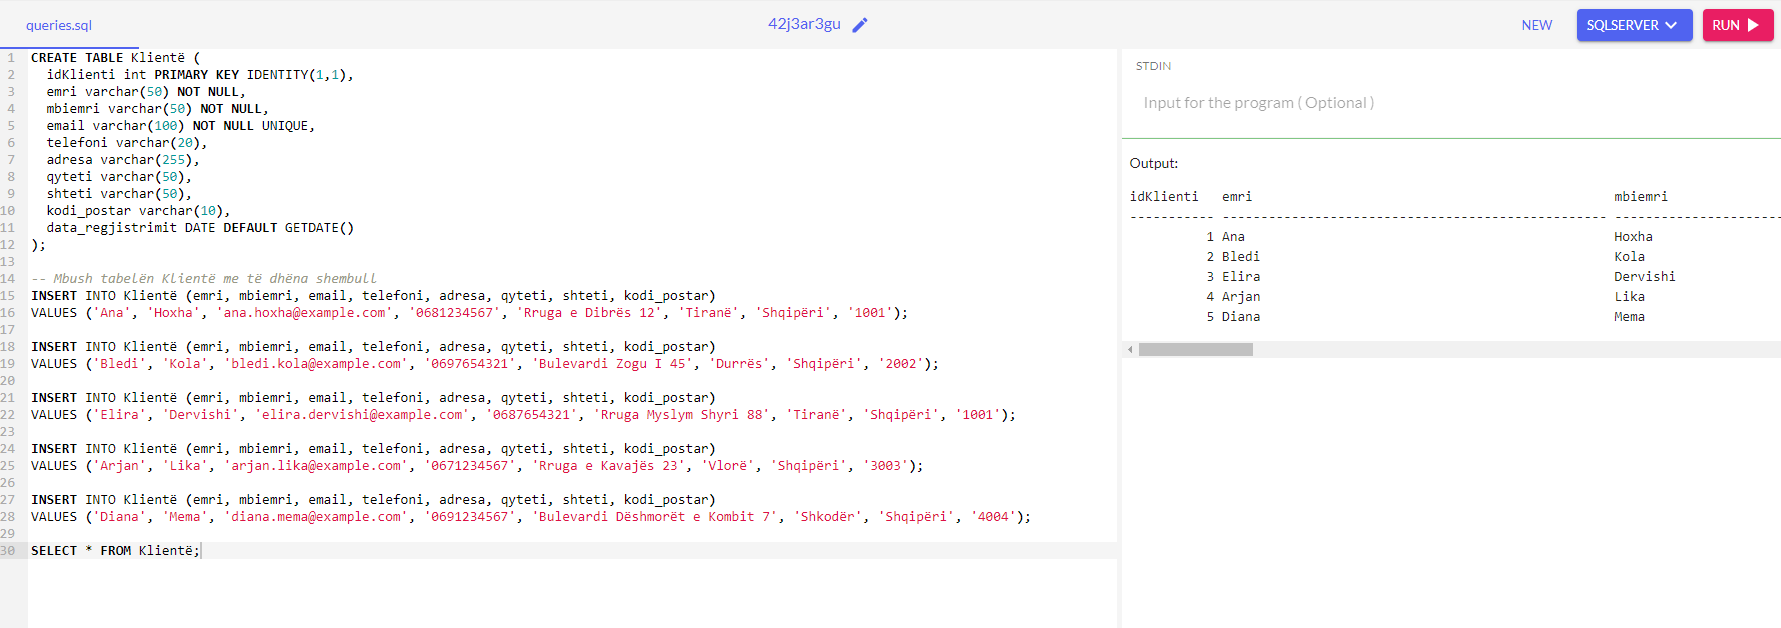 queries.sql
42j3ar3gu
NEW
SQLSERVER
RUN
1 CREATE TABLE Klientë (
2   idKlienti int PRIMARY KEY IDENTITY(1,1),
3   emri varchar(50) NOT NULL,
4   mbiemri varchar(50) NOT NULL,
5   email varchar(100) NOT NULL UNIQUE,
6   telefoni varchar(20),
7   adresa varchar(255),
8   qyteti varchar(50),
9   shteti varchar(50),
10   kodi_postar varchar(10),
11   data_regjistrimit DATE DEFAULT GETDATE()
12 );
13
14 -- Mbush tabelën Klientë me të dhëna shembull
15 INSERT INTO Klientë (emri, mbiemri, email, telefoni, adresa, qyteti, shteti, kodi_postar)
16 VALUES ('Ana', 'Hoxha', 'ana.hoxha@example.com', '0681234567', 'Rruga e Dibrës 12', 'Tiranë', 'Shqipëri', '1001');
17
18 INSERT INTO Klientë (emri, mbiemri, email, telefoni, adresa, qyteti, shteti, kodi_postar)
19 VALUES ('Bledi', 'Kola', 'bledi.kola@example.com', '0697654321', 'Bulevardi Zogu I 45', 'Durrës', 'Shqipëri', '2002');
20
21 INSERT INTO Klientë (emri, mbiemri, email, telefoni, adresa, qyteti, shteti, kodi_postar)
22 VALUES ('Elira', 'Dervishi', 'elira.dervishi@example.com', '0687654321', 'Rruga Myslym Shyri 88', 'Tiranë', 'Shqipëri', '1001');
23
24 INSERT INTO Klientë (emri, mbiemri, email, telefoni, adresa, qyteti, shteti, kodi_postar)
25 VALUES ('Arjan', 'Lika', 'arjan.lika@example.com', '0671234567', 'Rruga e Kavajës 23', 'Vlorë', 'Shqipëri', '3003');
26
27 INSERT INTO Klientë (emri, mbiemri, email, telefoni, adresa, qyteti, shteti, kodi_postar)
28 VALUES ('Diana', 'Mema', 'diana.mema@example.com', '0691234567', 'Bulevardi Dëshmorët e Kombit 7', 'Shkodër', 'Shqipëri', '4004');
29
30 SELECT * FROM Klientë;
STDIN
Input for the program ( Optional )
Output:
idKlienti emri mbiemri
----------- -------------------------------------------------- ----------------------
1 Ana Hoxha
2 Bledi Kola
3 Elira Dervishi
4 Arjan Lika
5 Diana Mema